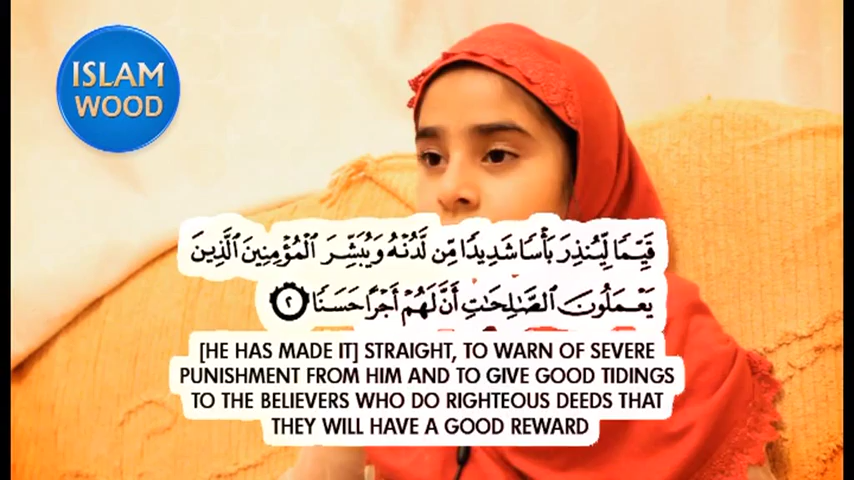 ISLAM
WOOD
قَيِّمًا لِّيُنذِرَ بَأْسًا شَدِيدًا مِّن لَّدُنْهُ وَيُبَشِّرَ ٱلْمُؤْمِنِينَ ٱلَّذِينَ
يَعْمَلُونَ ٱلصَّٰلِحَٰتِ أَنَّ لَهُمْ أَجْرًا حَسَنًا ٢
[HE HAS MADE IT] STRAIGHT, TO WARN OF SEVERE
PUNISHMENT FROM HIM AND TO GIVE GOOD TIDINGS
TO THE BELIEVERS WHO DO RIGHTEOUS DEEDS THAT
THEY WILL HAVE A GOOD REWARD